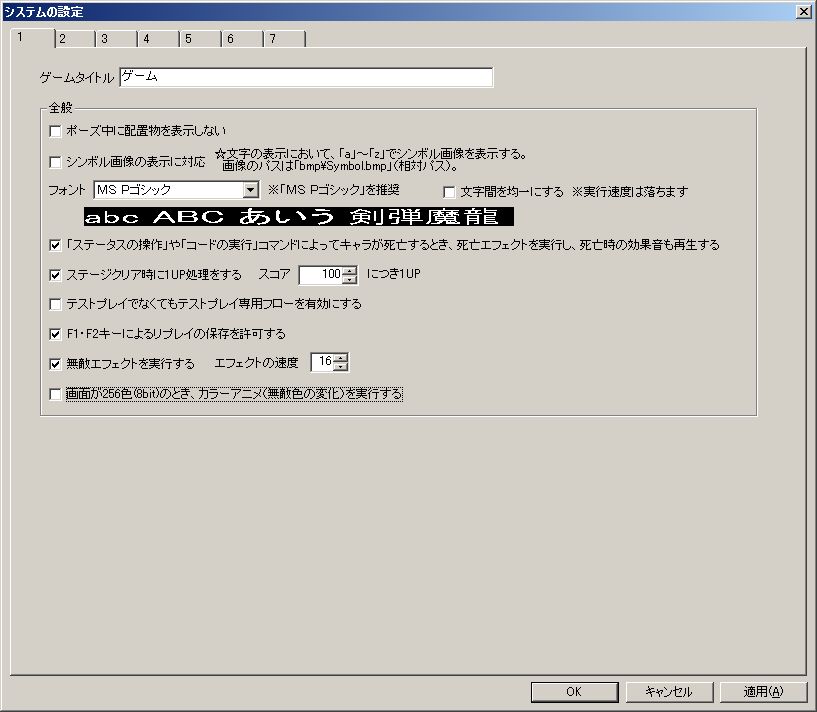 システムの設定
1 2 3 4 5 6 7
ゲームタイトル ゲーム
全般
ポーズ中に配置物を表示しない
シンボル画像の表示に対応 ☆文字の表示において、「a」～「z」でシンボル画像を表示する。
画像のパスは「bmp¥Symbol.bmp」(相対パス)。
フォント MS Pゴシック ※「MS Pゴシック」を推奨 文字間を均一にする ※実行速度は落ちます
abc ABC あいう 剣弾魔龍
「ステータスの操作」や「コードの実行」コマンドによってキャラが死亡するとき、死亡エフェクトを実行し、死亡時の効果音も再生する
ステージクリア時に1UP処理をする スコア 100 につき1UP
テストプレイでなくてもテストプレイ専用フローを有効にする
F1・F2キーによるリプレイの保存を許可する
無敵エフェクトを実行する エフェクトの速度 16
画面が256色(8bit)のとき、カラーアニメ(無敵色の変化)を実行する
OK キャンセル 適用(A)